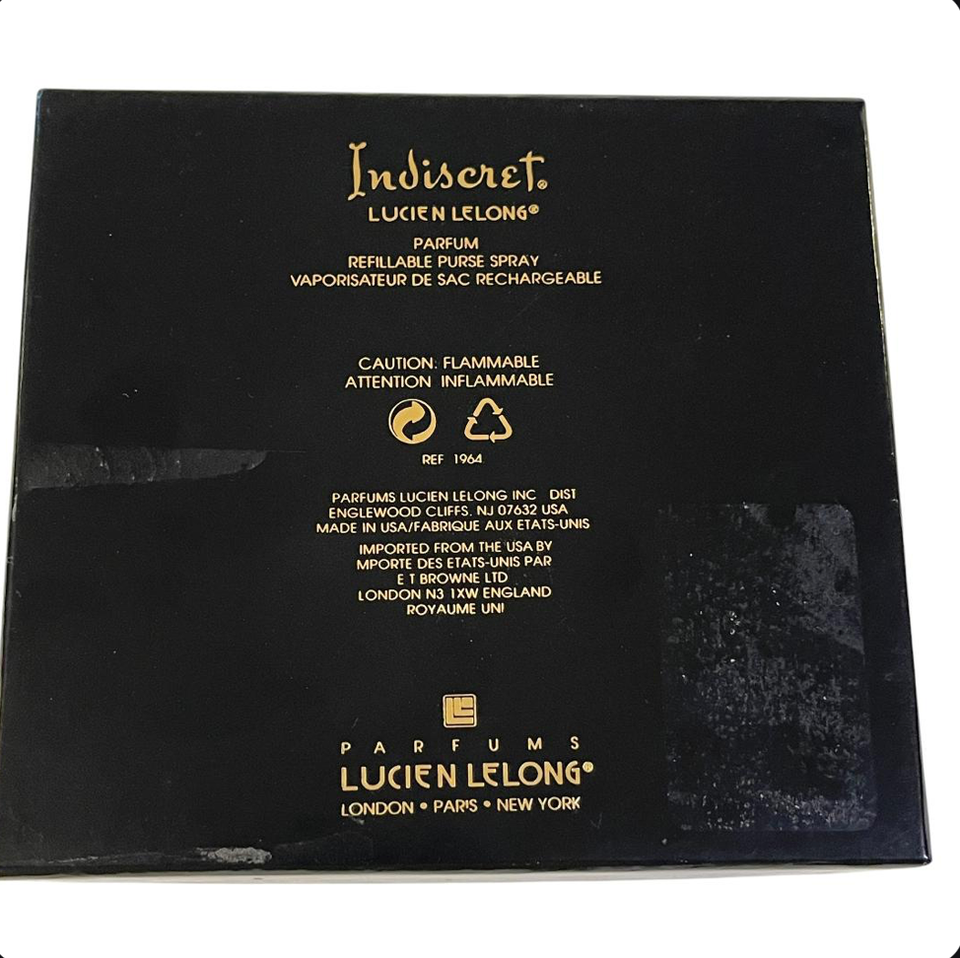 Indiscret®
LUCIEN LELONG®
PARFUM
REFILLABLE PURSE SPRAY
VAPORISATEUR DE SAC RECHARGEABLE
CAUTION: FLAMMABLE
ATTENTION INFLAMMABLE
REF 1964
PARFUMS LUCIEN LELONG INC DIST
ENGLEWOOD CLIFFS. NJ 07632 USA
MADE IN USA/FABRIQUE AUX ETATS-UNIS
IMPORTED FROM THE USA BY
MPORTE DES ETATS-UNIS PAR
E T BROWNE LTD
LONDON N3 1XW ENGLAND
ROYAUME UNI
PARFUMS
LUCIEN LELONG®
LONDON • PARIS • NEW YORK